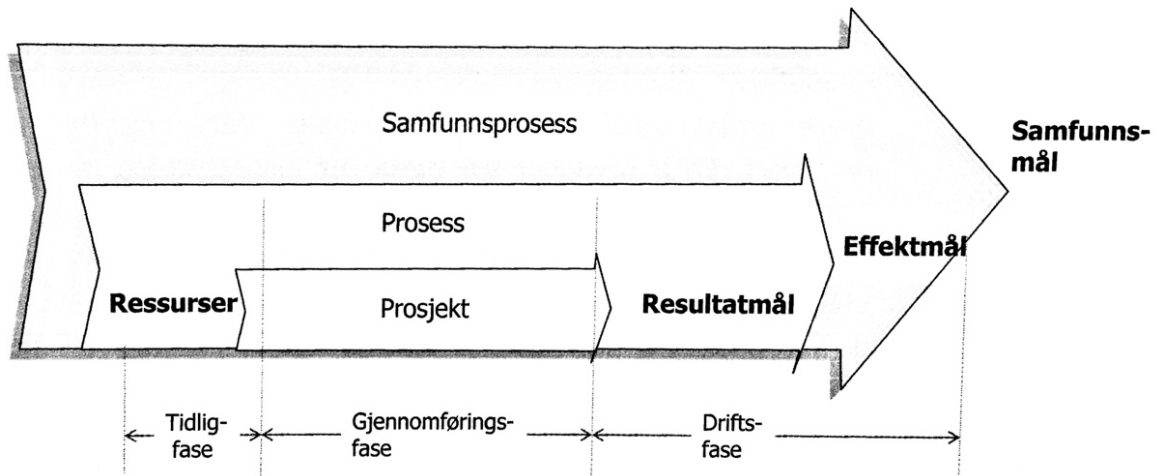 Samfunnsprosess
Samfunns-
mål
Prosess
Effektmål
Ressurser
Prosjekt
Resultatmål
Tidlig-
fase
Gjennomførings-
fase
Drifts-
fase